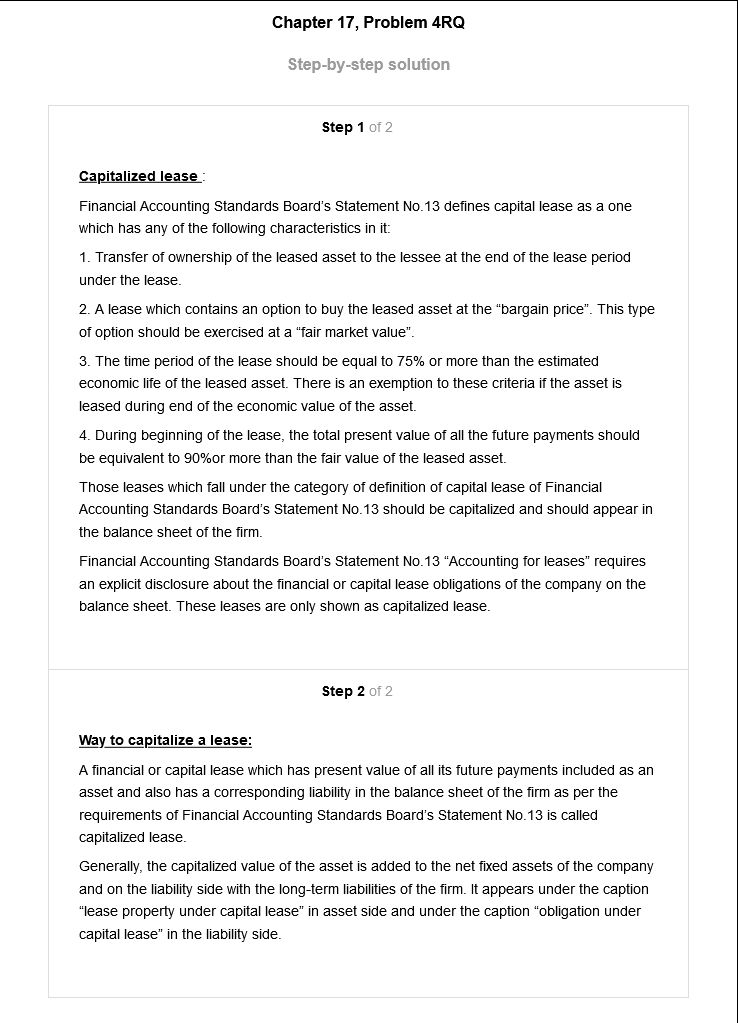 Chapter 17, Problem 4RQ
Step-by-step solution
Step 1 of 2
Capitalized lease :
Financial Accounting Standards Board’s Statement No.13 defines capital lease as a one
which has any of the following characteristics in it:
1. Transfer of ownership of the leased asset to the lessee at the end of the lease period
under the lease.
2. A lease which contains an option to buy the leased asset at the “bargain price”. This type
of option should be exercised at a “fair market value”.
3. The time period of the lease should be equal to 75% or more than the estimated
economic life of the leased asset. There is an exemption to these criteria if the asset is
leased during end of the economic value of the asset.
4. During beginning of the lease, the total present value of all the future payments should
be equivalent to 90%or more than the fair value of the leased asset.
Those leases which fall under the category of definition of capital lease of Financial
Accounting Standards Board’s Statement No.13 should be capitalized and should appear in
the balance sheet of the firm.
Financial Accounting Standards Board’s Statement No.13 “Accounting for leases” requires
an explicit disclosure about the financial or capital lease obligations of the company on the
balance sheet. These leases are only shown as capitalized lease.
Step 2 of 2
Way to capitalize a lease:
A financial or capital lease which has present value of all its future payments included as an
asset and also has a corresponding liability in the balance sheet of the firm as per the
requirements of Financial Accounting Standards Board’s Statement No.13 is called
capitalized lease.
Generally, the capitalized value of the asset is added to the net fixed assets of the company
and on the liability side with the long-term liabilities of the firm. It appears under the caption
“lease property under capital lease” in asset side and under the caption “obligation under
capital lease” in the liability side.